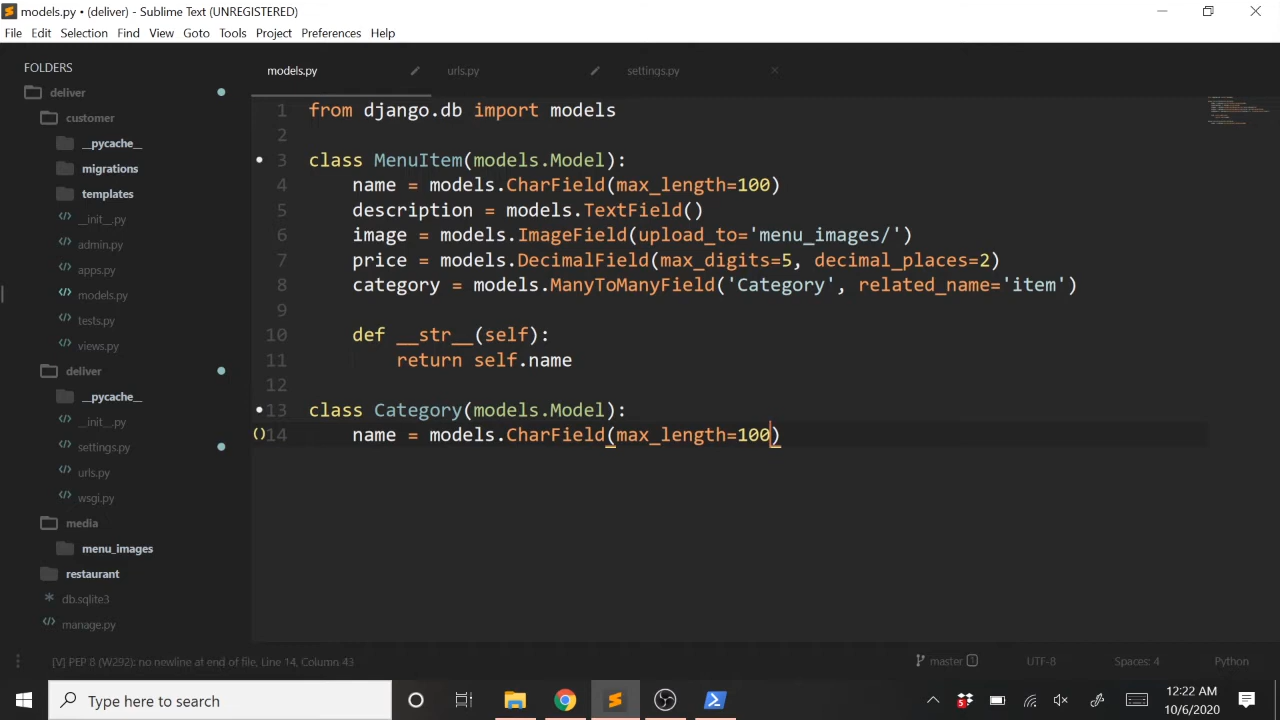 models.py • (deliver) - Sublime Text (UNREGISTERED)
File Edit Selection Find View Goto Tools Project Preferences Help
FOLDERS
deliver
customer
__pycache__
migrations
templates
__init__.py
admin.py
apps.py
models.py
tests.py
views.py
deliver
__pycache__
__init__.py
settings.py
urls.py
wsgi.py
media
menu_images
restaurant
db.sqlite3
manage.py
models.py urls.py settings.py
1 from django.db import models
2
3 class MenuItem(models.Model):
4 name = models.CharField(max_length=100)
5 description = models.TextField()
6 image = models.ImageField(upload_to='menu_images/')
7 price = models.DecimalField(max_digits=5, decimal_places=2)
8 category = models.ManyToManyField('Category', related_name='item')
9
10 def __str__(self):
11 return self.name
12
13 class Category(models.Model):
14 name = models.CharField(max_length=100)
[V] PEP 8 (W292): no newline at end of file, Line 14, Column 43
master 1 UTF-8 Spaces: 4 Python
Type here to search
12:22 AM
10/6/2020